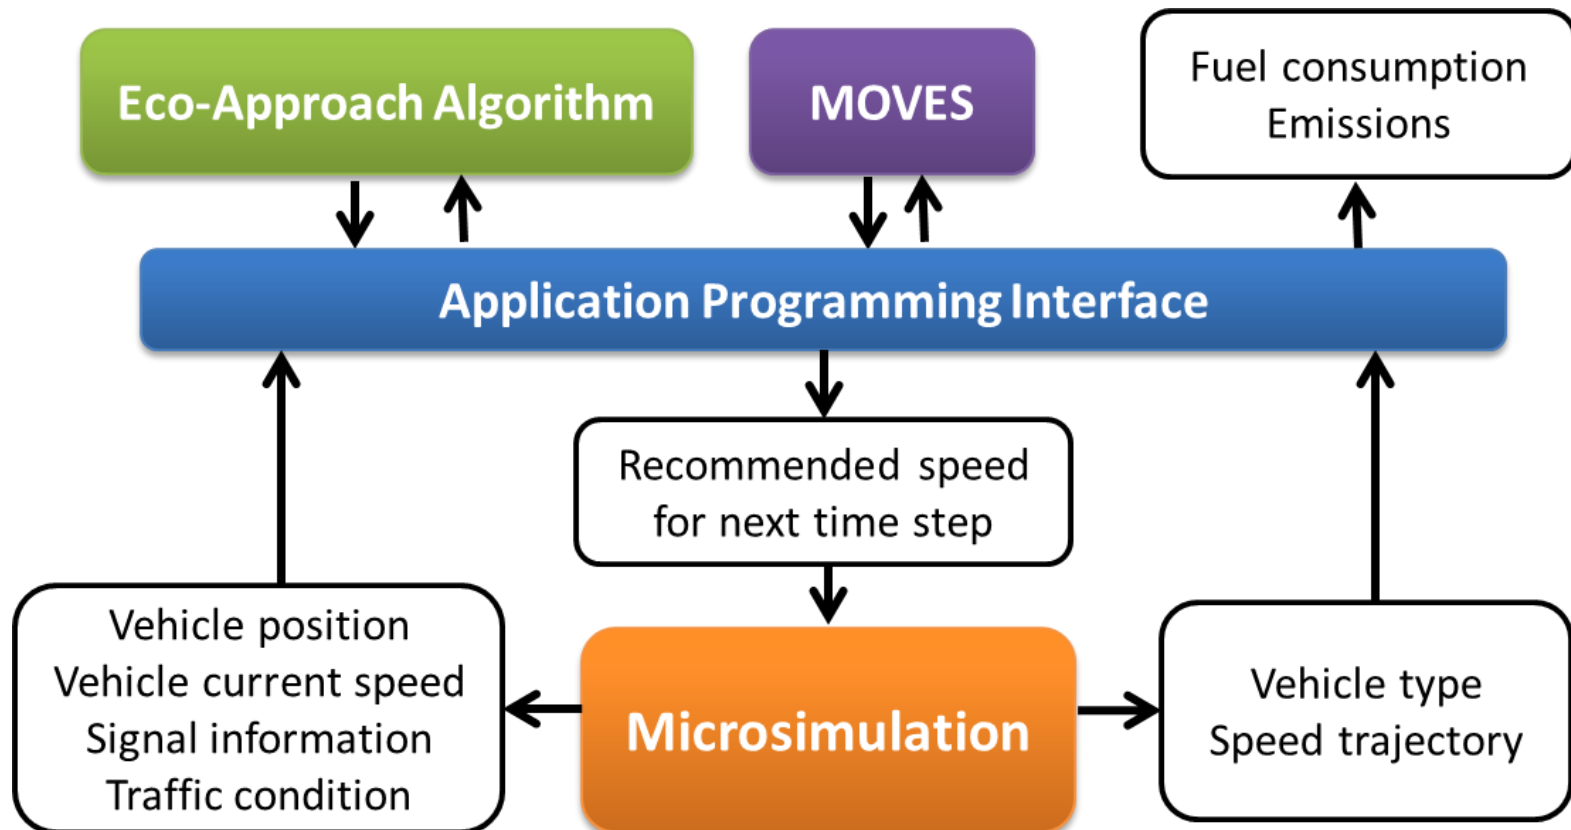 Eco-Approach Algorithm
MOVES
Fuel consumption
Emissions
Application Programming Interface
Recommended speed
for next time step
Vehicle position
Vehicle current speed
Signal information
Traffic condition
Microsimulation
Vehicle type
Speed trajectory